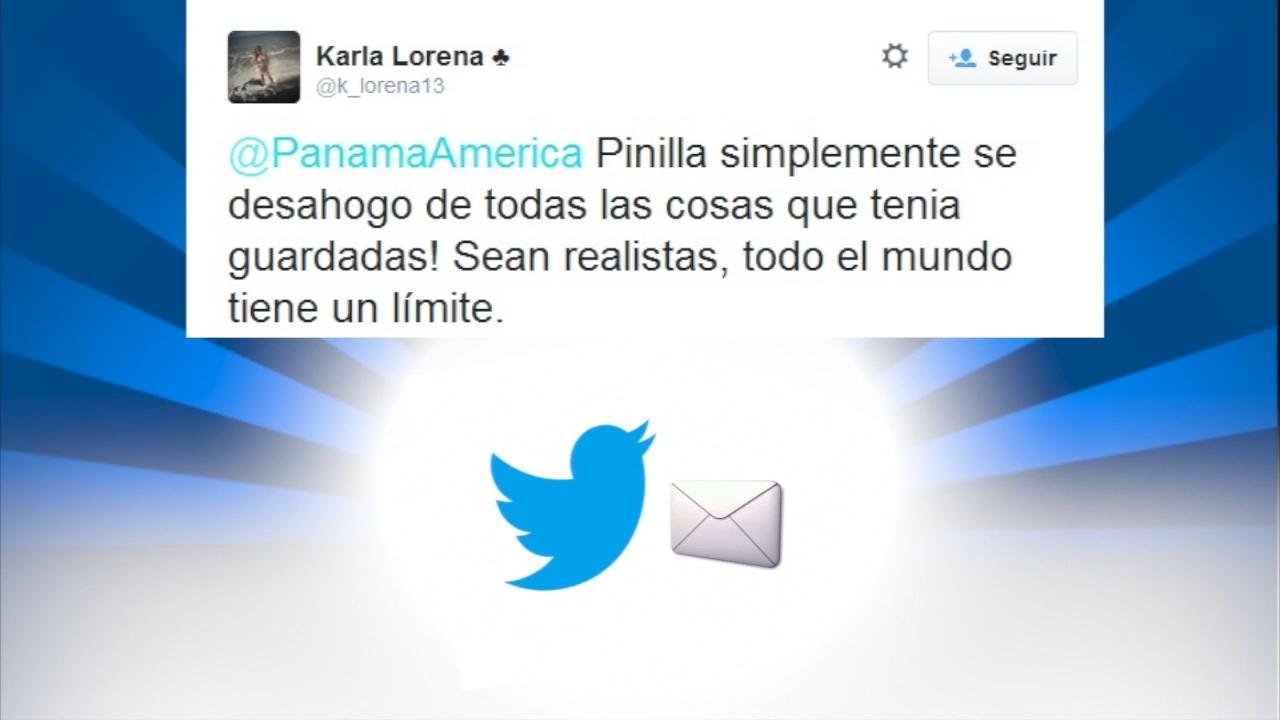 Karla Lorena ♣
@k_lorena13
Seguir
@PanamaAmerica Pinilla simplemente se
desahogo de todas las cosas que tenia
guardadas! Sean realistas, todo el mundo
tiene un límite.